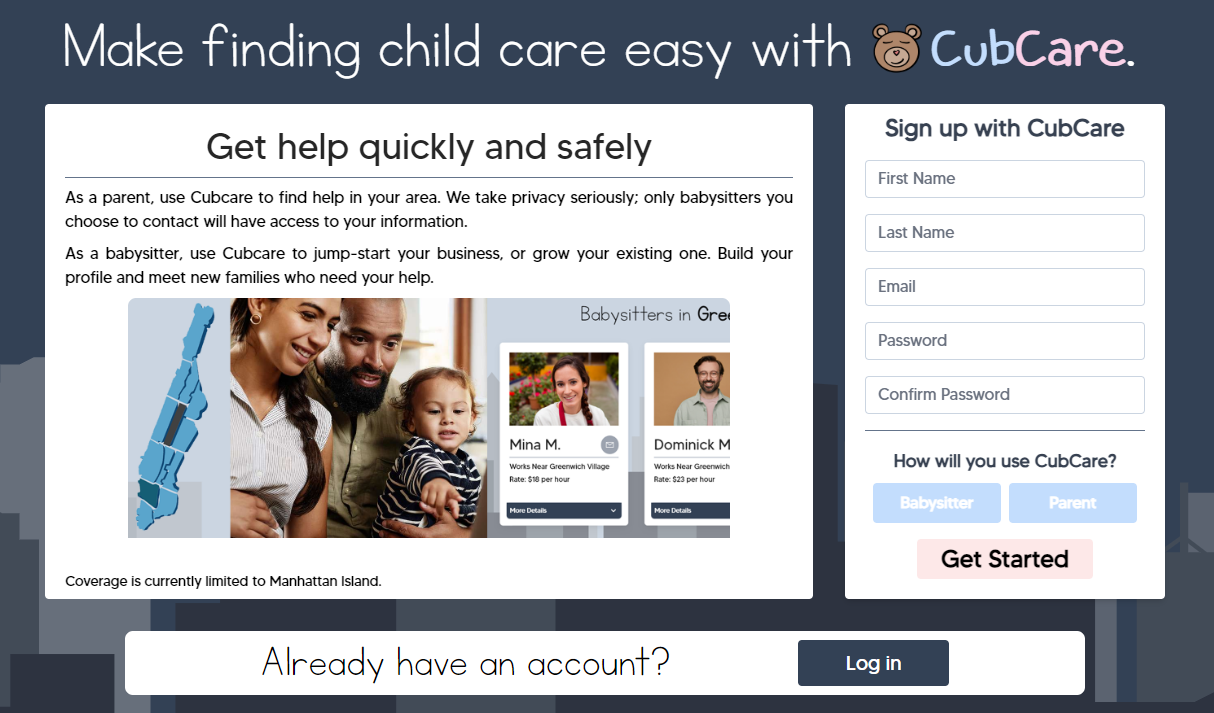 Make finding child care easy with CubCare.
Get help quickly and safely
As a parent, use Cubcare to find help in your area. We take privacy seriously; only babysitters you
choose to contact will have access to your information.
As a babysitter, use Cubcare to jump-start your business, or grow your existing one. Build your
profile and meet new families who need your help.
Babysitters in Gree
Mina M.
Works Near Greenwich Village
Rate: $18 per hour
More Details
Dominick M
Works Near Greenwich
Rate: $23 per hour
More Details
Coverage is currently limited to Manhattan Island.
Sign up with CubCare
First Name
Last Name
Email
Password
Confirm Password
How will you use CubCare?
Babysitter
Parent
Get Started
Already have an account?
Log in